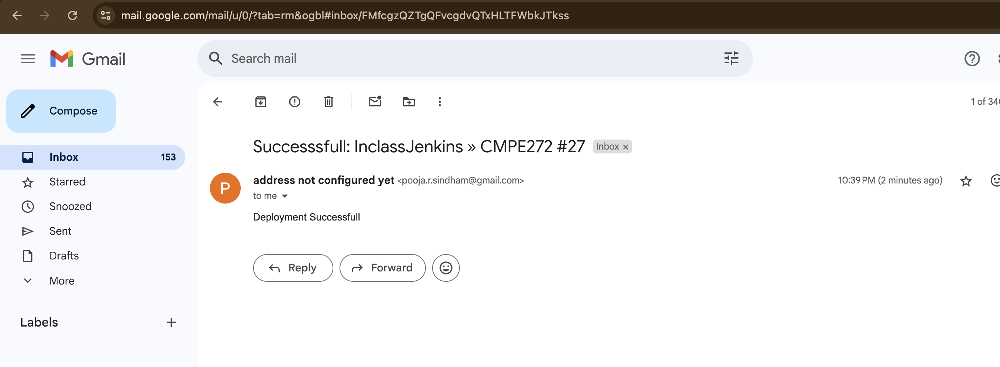 mail.google.com/mail/u/0/?tab=rm&ogbl#inbox/FMfcgzQZTgQFvcgdvQTxHLTFWbkJTkss
Gmail
Search mail
Compose
1 of 34
Inbox 153
Starred
Snoozed
Sent
Drafts
More
Labels
Successsfull: InclassJenkins » CMPE272 #27 Inbox ×
P
address not configured yet <pooja.r.sindham@gmail.com>
10:39 PM (2 minutes ago)
to me
Deployment Successfull
Reply
Forward